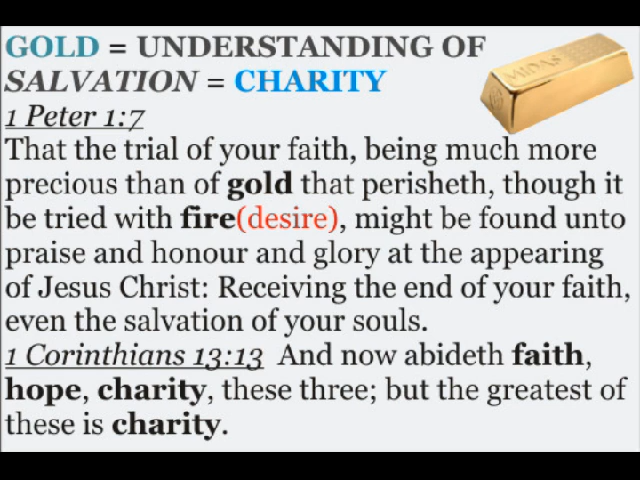 GOLD = UNDERSTANDING OF
SALVATION = CHARITY
MIDAS
1 Peter 1:7
That the trial of your faith, being much more
precious than of gold that perisheth, though it
be tried with fire(desire), might be found unto
praise and honour and glory at the appearing
of Jesus Christ: Receiving the end of your faith,
even the salvation of your souls.
1 Corinthians 13:13 And now abideth faith,
hope, charity, these three; but the greatest of
these is charity.